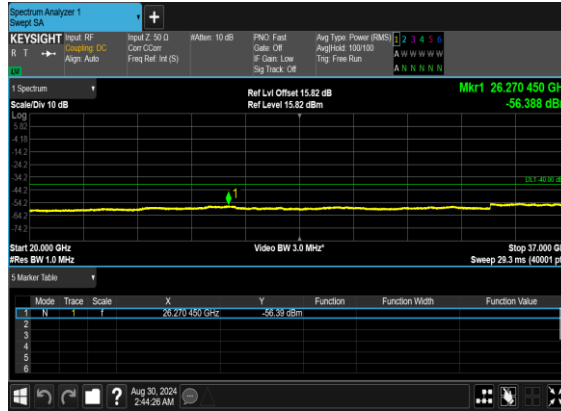 Spectrum Analyzer 1
Swept SA
+
KEYSIGHT Input: RF Input Z: 50 Ω #Atten: 10 dB PNO: Fast Avg Type: Power (RMS) 1 2 3 4 5 6
R T Coupling: DC Corr CCorr Gate: Off Avg|Hold: 100/100 A W W W W W
Align: Auto Freq Ref: Int (S) IF Gain: Low Trig: Free Run
Sig Track: Off A N N N N N
1 Spectrum
Ref Lvl Offset 15.82 dB Mkr1 26.270 450 GH
Scale/Div 10 dB Ref Level 15.82 dBm -56.388 dB
Log
5.82
-4.18
-14.2
-24.2
-34.2
DLT -40.00 d
-44.2
1
-54.2
-64.2
-74.2
Start 20.000 GHz Video BW 3.0 MHz* Stop 37.000 G
#Res BW 1.0 MHz Sweep 29.3 ms (40001 pt
5 Marker Table
Mode Trace Scale X Y Function Function Width Function Value
1 N 1 f 26.270 450 GHz -56.39 dBm
2
3
4
5
6
? Aug 30, 2024
2:44:26 AM